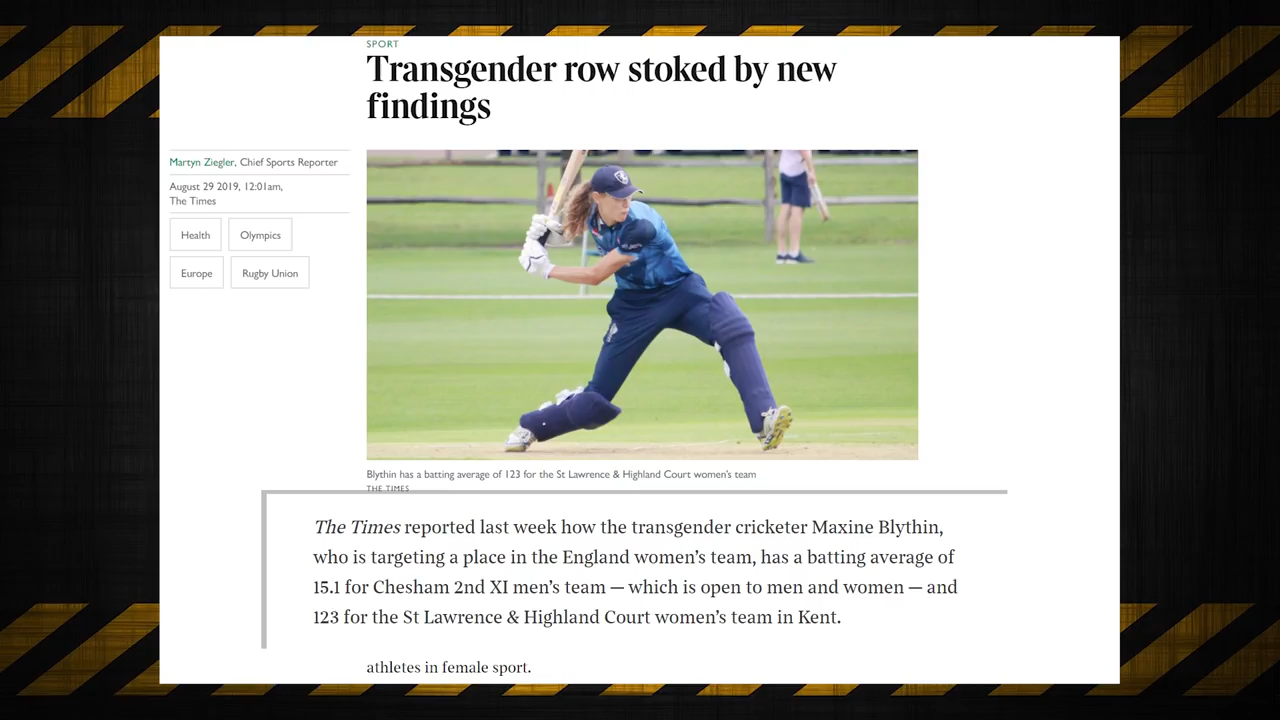 SPORT
Transgender row stoked by new
findings
Martyn Ziegler, Chief Sports Reporter
August 29 2019, 12:01am,
The Times
Health
Olympics
Europe
Rugby Union
Blythin has a batting average of 123 for the St Lawrence & Highland Court women's team
THE TIMES
The Times reported last week how the transgender cricketer Maxine Blythin,
who is targeting a place in the England women's team, has a batting average of
15.1 for Chesham 2nd XI men's team — which is open to men and women — and
123 for the St Lawrence & Highland Court women's team in Kent.
athletes in female sport.